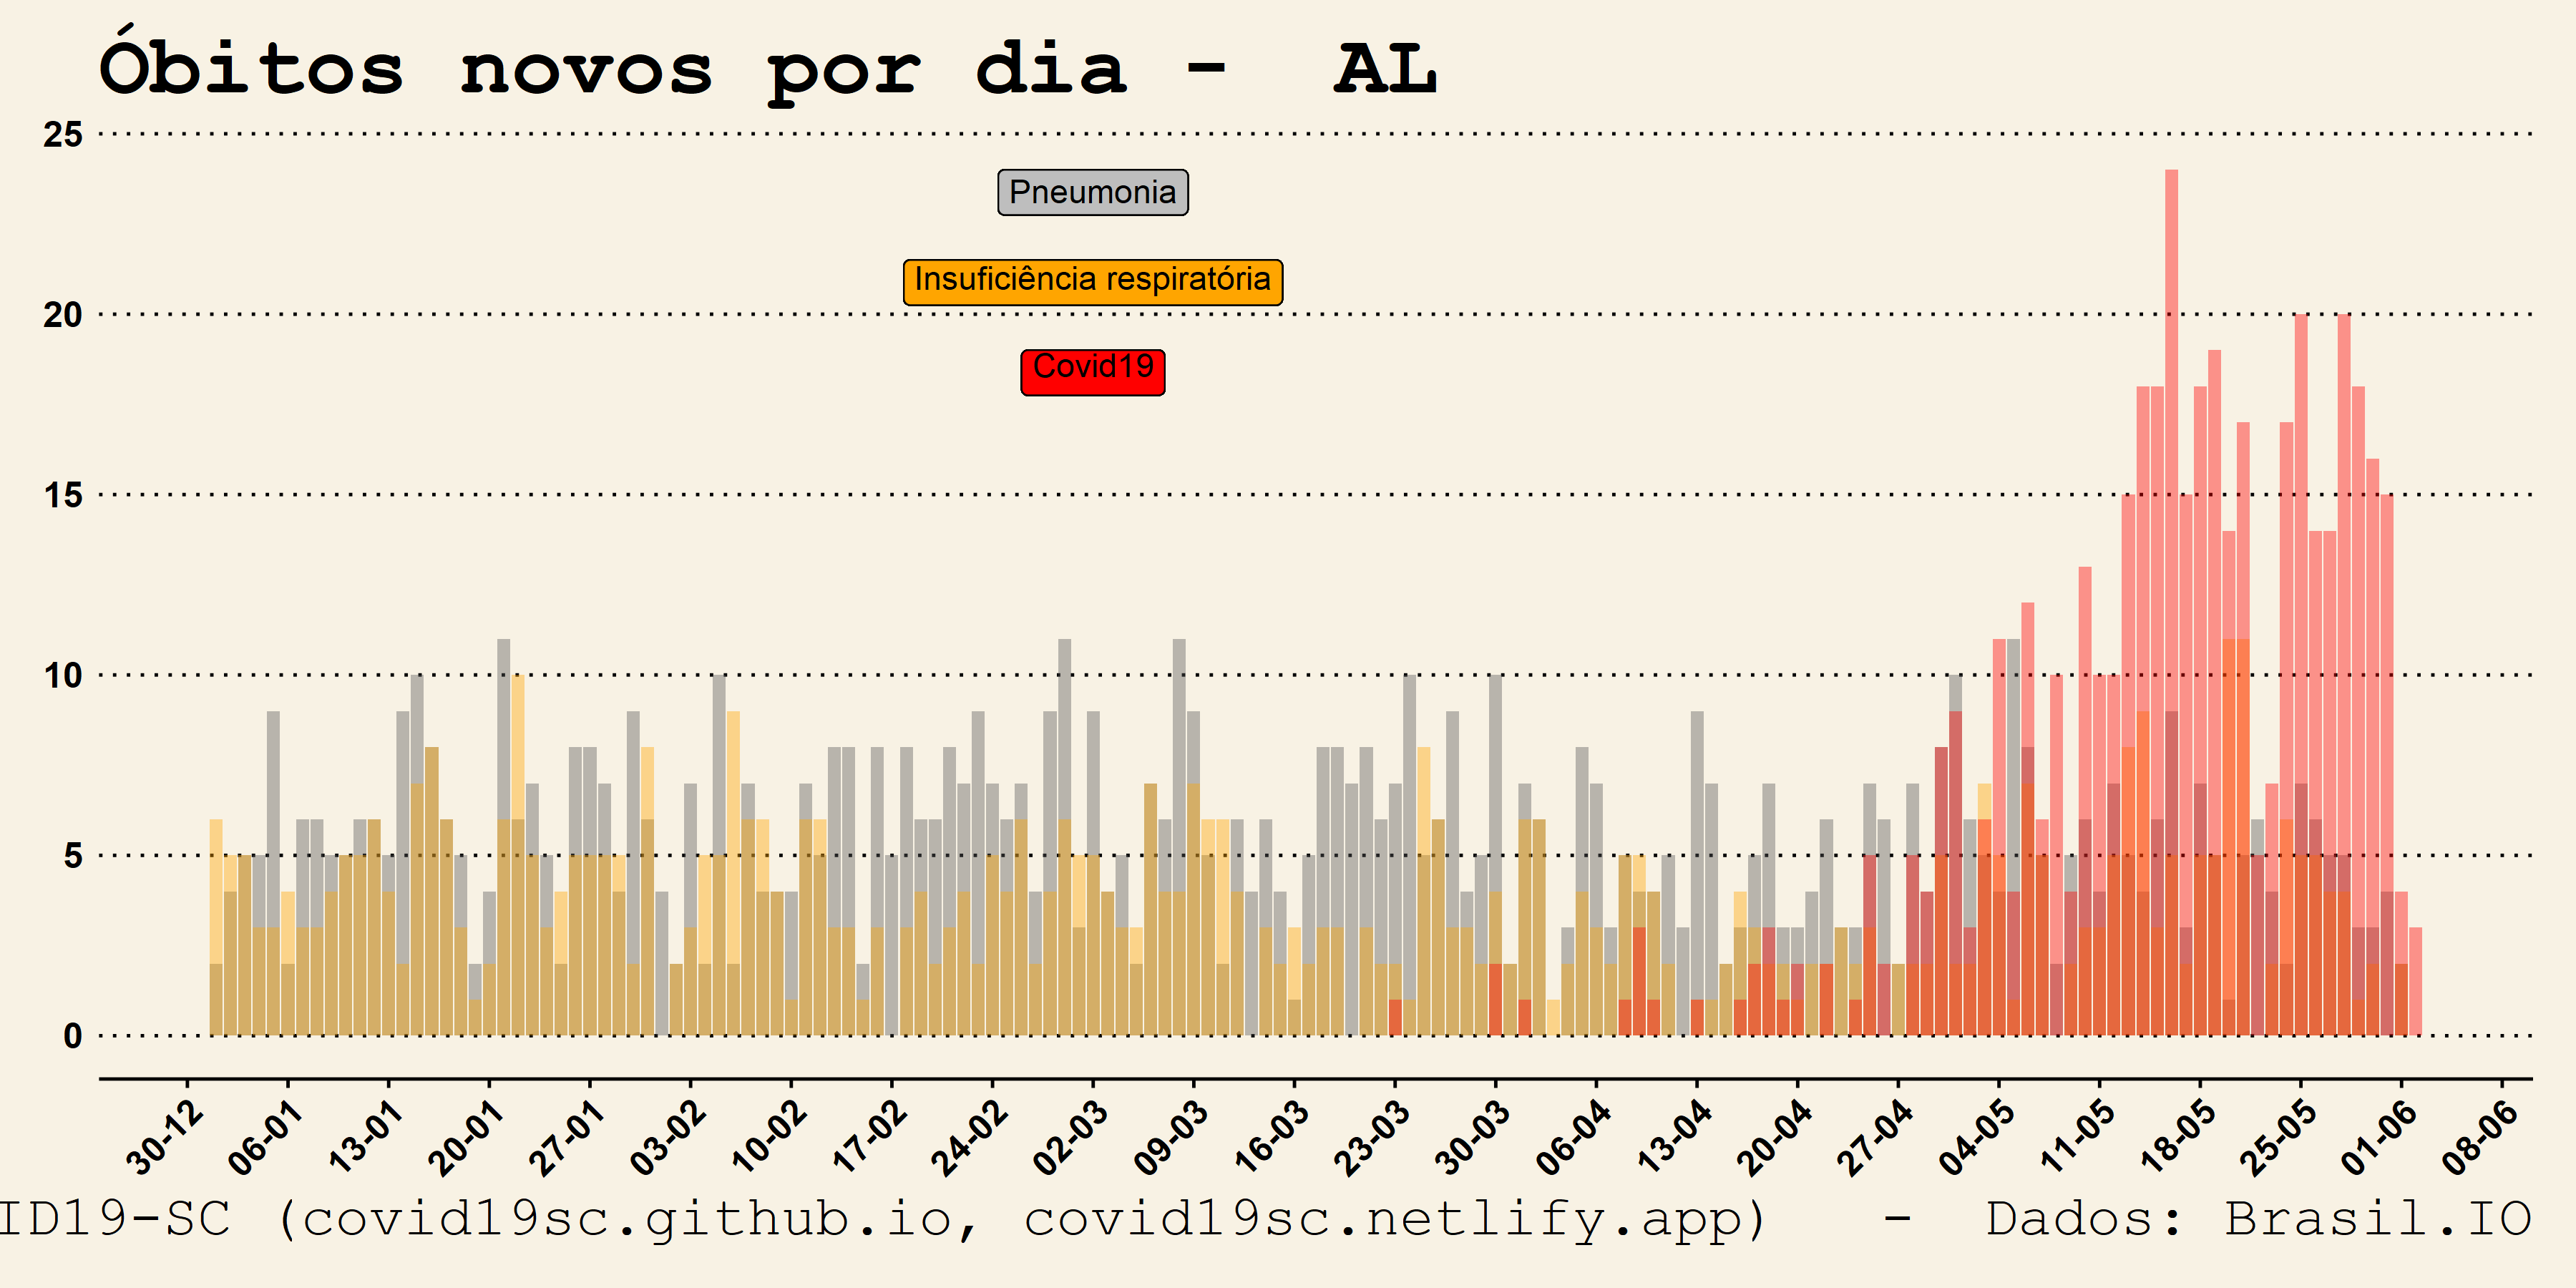 Óbitos novos por dia -  AL
25
Pneumonia
Insuficiência respiratória
20
Covid19
15
10
5
0
30-12 06-01 13-01 20-01 27-01 03-02 10-02 17-02 24-02 02-03 09-03 16-03 23-03 30-03 06-04 13-04 20-04 27-04 04-05 11-05 18-05 25-05 01-06 08-06
ID19-SC (covid19sc.github.io, covid19sc.netlify.app)  -  Dados: Brasil.IO